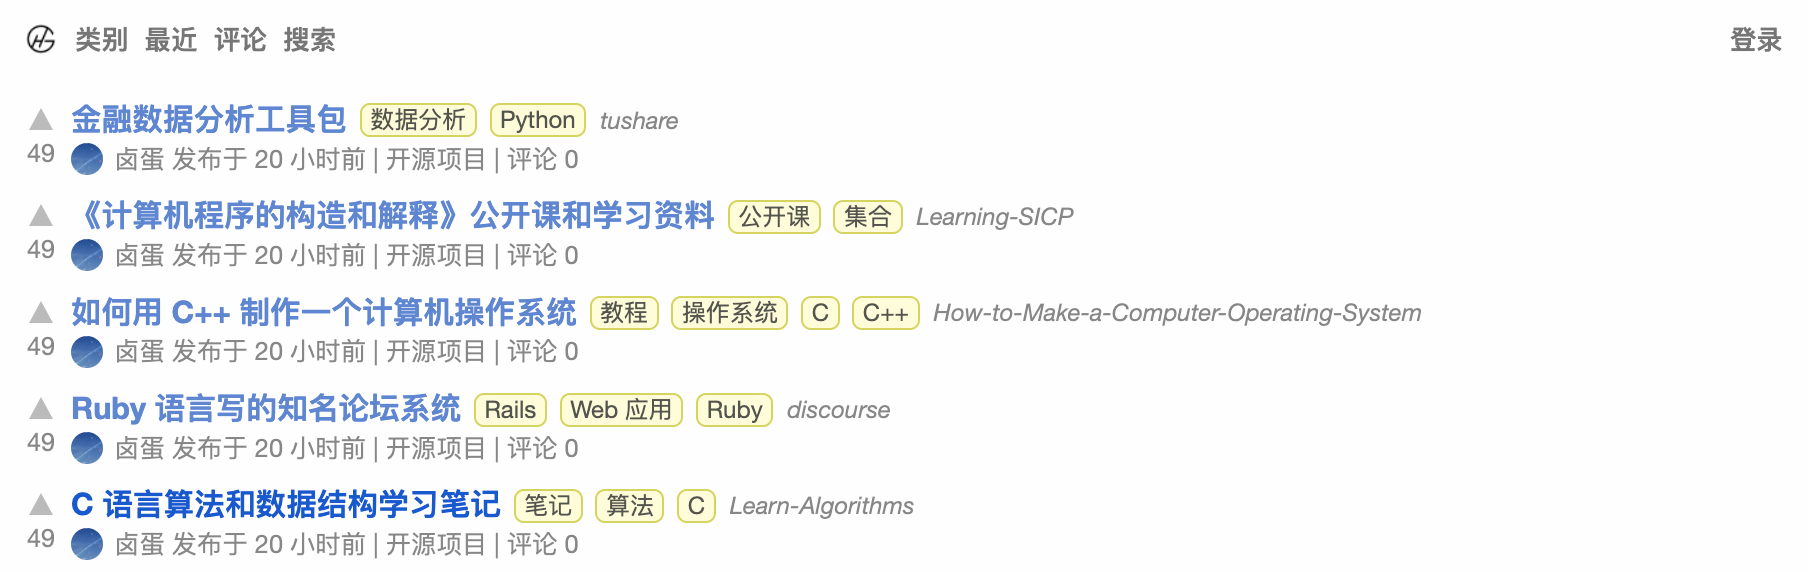 类别 最近 评论 搜索 登录
金融数据分析工具包 数据分析 Python tushare
49 卤蛋 发布于 20 小时前 | 开源项目 | 评论 0
《计算机程序的构造和解释》公开课和学习资料 公开课 集合 Learning-SICP
49 卤蛋 发布于 20 小时前 | 开源项目 | 评论 0
如何用 C++ 制作一个计算机操作系统 教程 操作系统 C C++ How-to-Make-a-Computer-Operating-System
49 卤蛋 发布于 20 小时前 | 开源项目 | 评论 0
Ruby 语言写的知名论坛系统 Rails Web 应用 Ruby discourse
49 卤蛋 发布于 20 小时前 | 开源项目 | 评论 0
C 语言算法和数据结构学习笔记 笔记 算法 C Learn-Algorithms
49 卤蛋 发布于 20 小时前 | 开源项目 | 评论 0